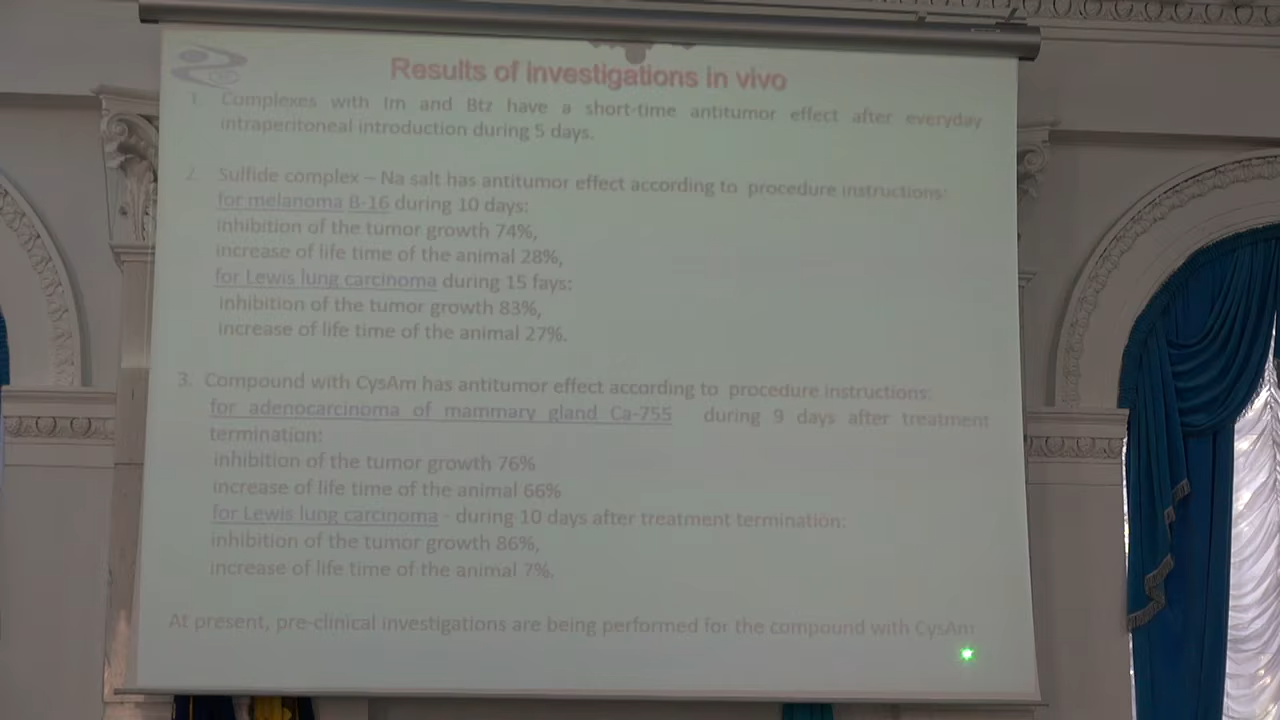 Results of investigations in vivo
1. Complexes with Im and Btz have a short-time antitumor effect after everyday
intraperitoneal introduction during 5 days.
2. Sulfide complex – Na salt has antitumor effect according to procedure instructions:
for melanoma B-16 during 10 days:
inhibition of the tumor growth 74%,
increase of life time of the animal 28%,
for Lewis lung carcinoma during 15 fays:
inhibition of the tumor growth 83%,
increase of life time of the animal 27%.
3. Compound with CysAm has antitumor effect according to procedure instructions:
for adenocarcinoma of mammary gland Ca-755 during 9 days after treatment
termination:
inhibition of the tumor growth 76%
increase of life time of the animal 66%
for Lewis lung carcinoma - during 10 days after treatment termination:
inhibition of the tumor growth 86%,
increase of life time of the animal 7%.
At present, pre-clinical investigations are being performed for the compound with CysAm